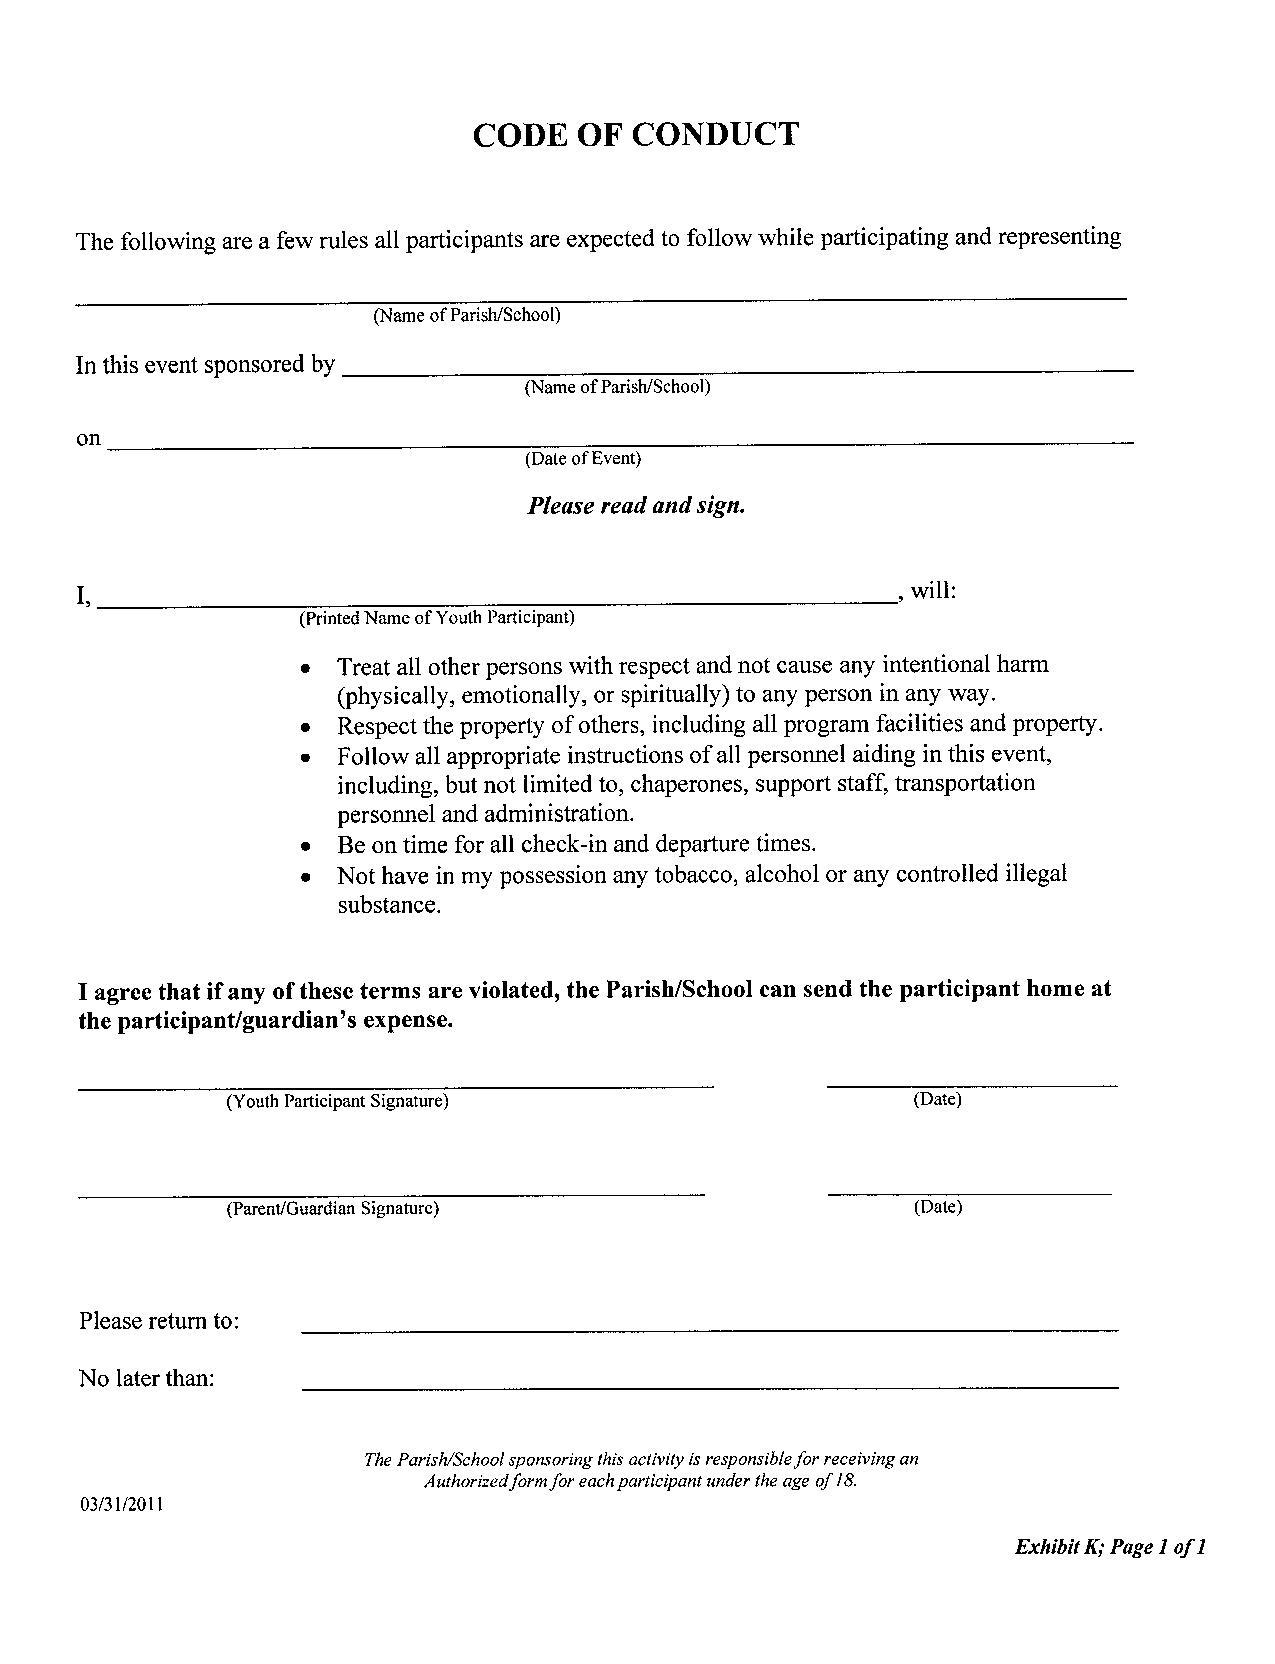 CODE OF CONDUCT
The following are a few rules all participants are expected to follow while participating and representing
(Name of Parish/School)
In this event sponsored by
(Name of Parish/School)
on
(Date of Event)
Please read and sign.
I, , will:
(Printed Name of Youth Participant)
• Treat all other persons with respect and not cause any intentional harm
(physically, emotionally, or spiritually) to any person in any way.
• Respect the property of others, including all program facilities and property.
• Follow all appropriate instructions of all personnel aiding in this event,
including, but not limited to, chaperones, support staff, transportation
personnel and administration.
• Be on time for all check-in and departure times.
• Not have in my possession any tobacco, alcohol or any controlled illegal
substance.
I agree that if any of these terms are violated, the Parish/School can send the participant home at
the participant/guardian's expense.
(Youth Participant Signature) (Date)
(Parent/Guardian Signature) (Date)
Please return to:
No later than:
The Parish/School sponsoring this activity is responsible for receiving an
Authorized form for each participant under the age of 18.
03/31/2011
Exhibit K; Page 1 of 1